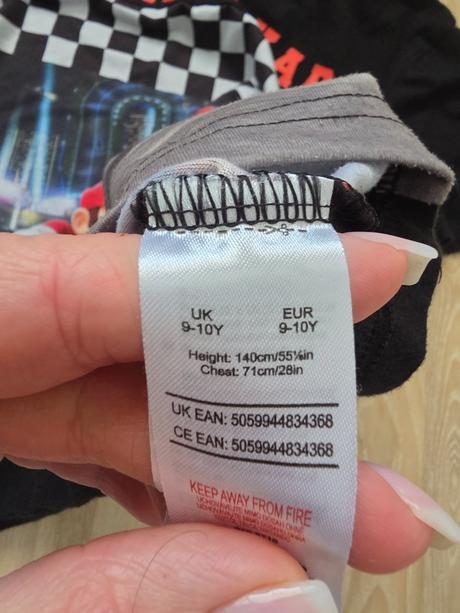 UK EUR
9-10Y 9-10Y
Height: 140cm/55⅛in
Chest: 71cm/28in
UK EAN: 5059944834368
CE EAN: 5059944834368
KEEP AWAY FROM FIRE